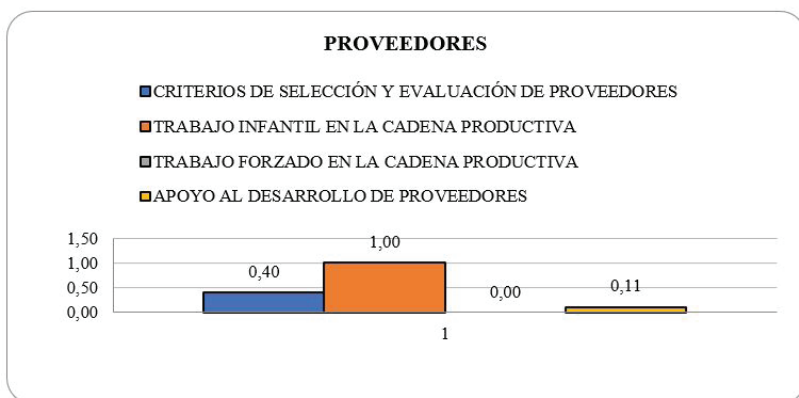 PROVEEDORES
CRITERIOS DE SELECCIÓN Y EVALUACIÓN DE PROVEEDORES
TRABAJO INFANTIL EN LA CADENA PRODUCTIVA
TRABAJO FORZADO EN LA CADENA PRODUCTIVA
APOYO AL DESARROLLO DE PROVEEDORES
1,50
1,00
0,50
0,00
0,40
1,00
0,00
0,11
1